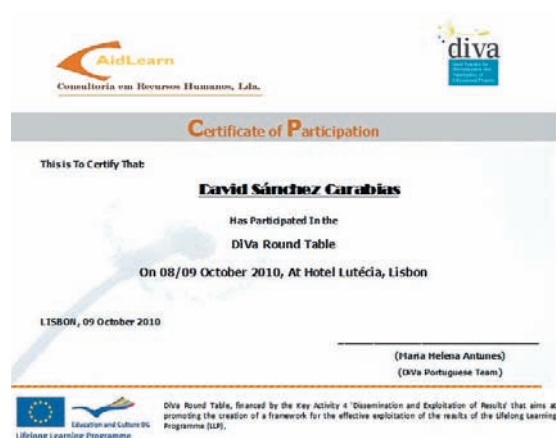 AidLearn
Consultoria em Recursos Humanos, Lda.
diva
Certificate of Participation
This is To Certify That:
David Sánchez Carabias
Has Participated In the
DiVa Round Table
On 08/09 October 2010, At Hotel Lutécia, Lisbon
LISBON, 09 October 2010
(Maria Helena Antunes)
(DiVa Portuguese Team)
Education and Culture DG
Lifelong Learning Programme
DiVa Round Table, financed by the Key Activity 4 'Dissemination and Exploitation of Results' that aims at
promoting the creation of a framework for the effective exploitation of the results of the Lifelong Learning
Programme (LLP).